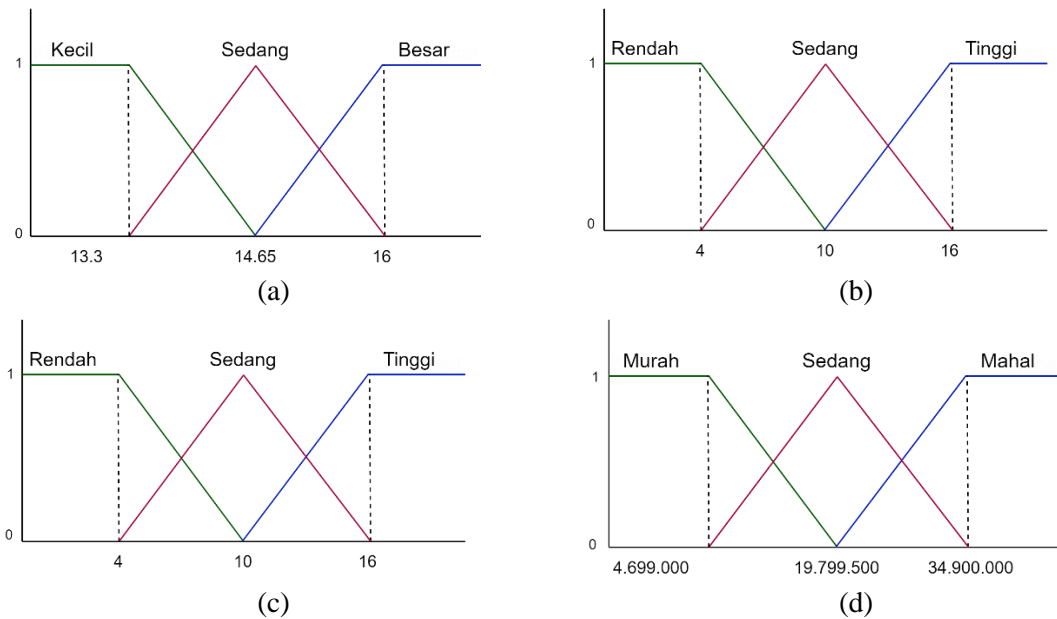 Kecil Sedang Besar
1
0
13.3 14.65 16
(a)
Rendah Sedang Tinggi
1
0
4 10 16
(b)
Rendah Sedang Tinggi
1
0
4 10 16
(c)
Murah Sedang Mahal
1
0
4.699.000 19.799.500 34.900.000
(d)